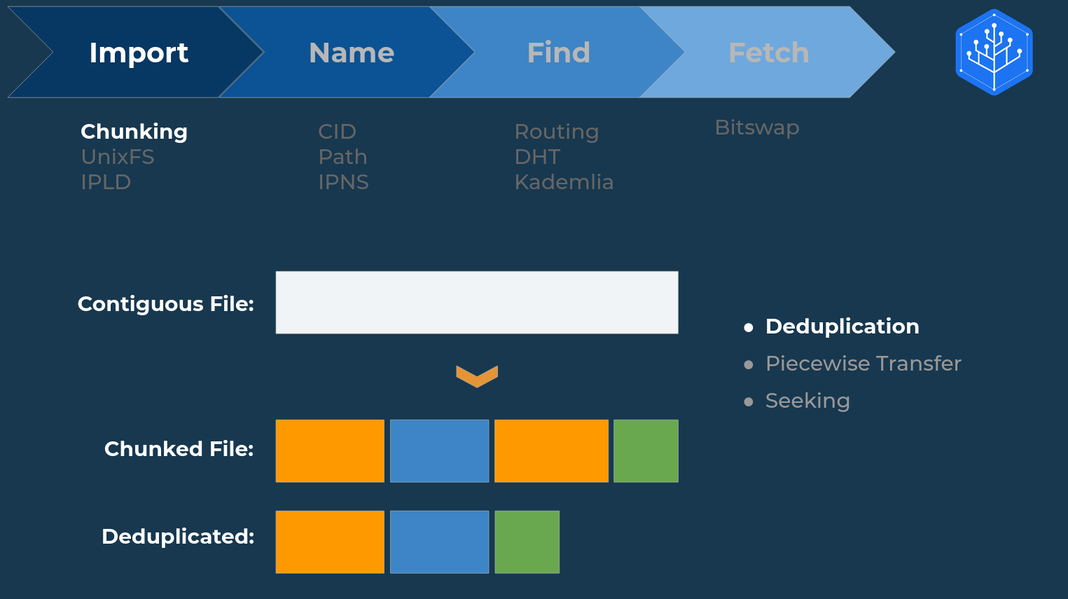 Import
Name
Find
Fetch
Chunking
UnixFS
IPLD
CID
Path
IPNS
Routing
DHT
Kademlia
Bitswap
Contiguous File:
Chunked File:
Deduplicated:
● Deduplication
● Piecewise Transfer
● Seeking